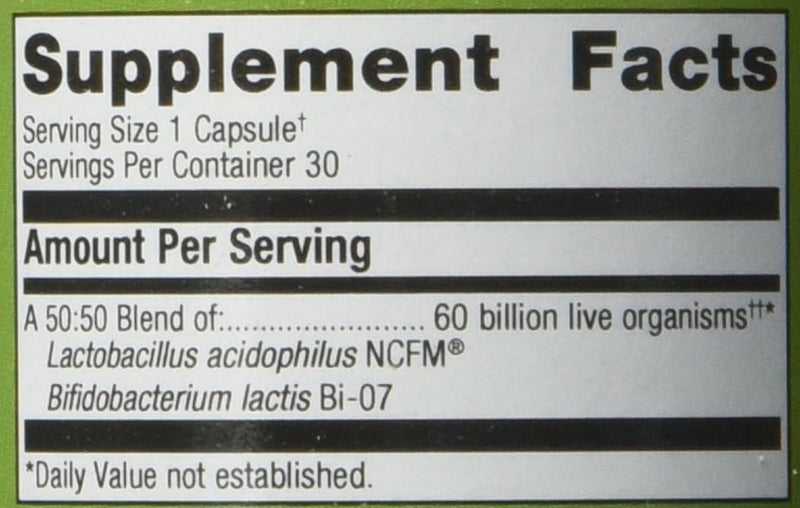 Supplement Facts
Serving Size 1 Capsule†
Servings Per Container 30
Amount Per Serving
A 50:50 Blend of:........................ 60 billion live organisms††*
Lactobacillus acidophilus NCFM®
Bifidobacterium lactis Bi-07
*Daily Value not established.